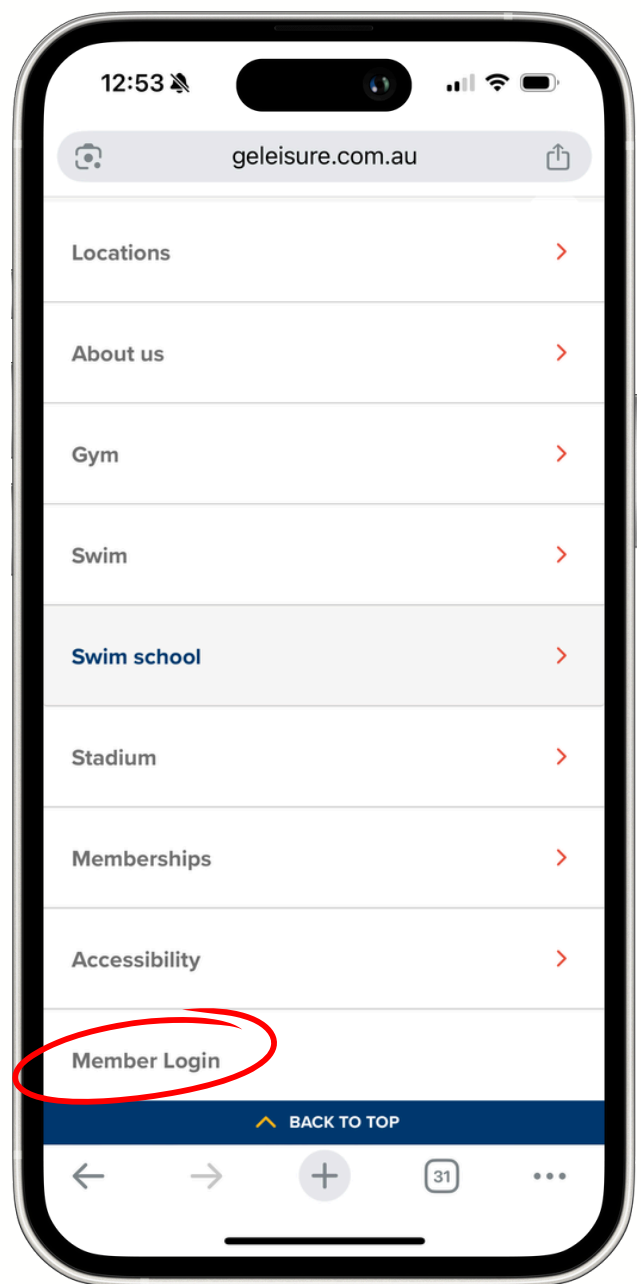 12:53
geleisure.com.au
Locations
About us
Gym
Swim
Swim school
Stadium
Memberships
Accessibility
Member Login
BACK TO TOP
31